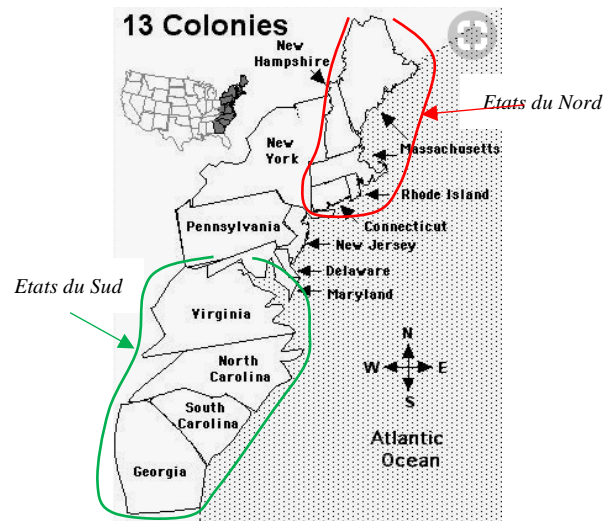 13 Colonies
New
Hampshire
Etats du Nord
New
York
Massachusetts
Rhode Island
Pennsylvania
Connecticut
New Jersey
Etats du Sud
Delaware
Maryland
Virginia
N
North
Carolina
W
E
S
South
Carolina
Atlantic
Ocean
Georgia